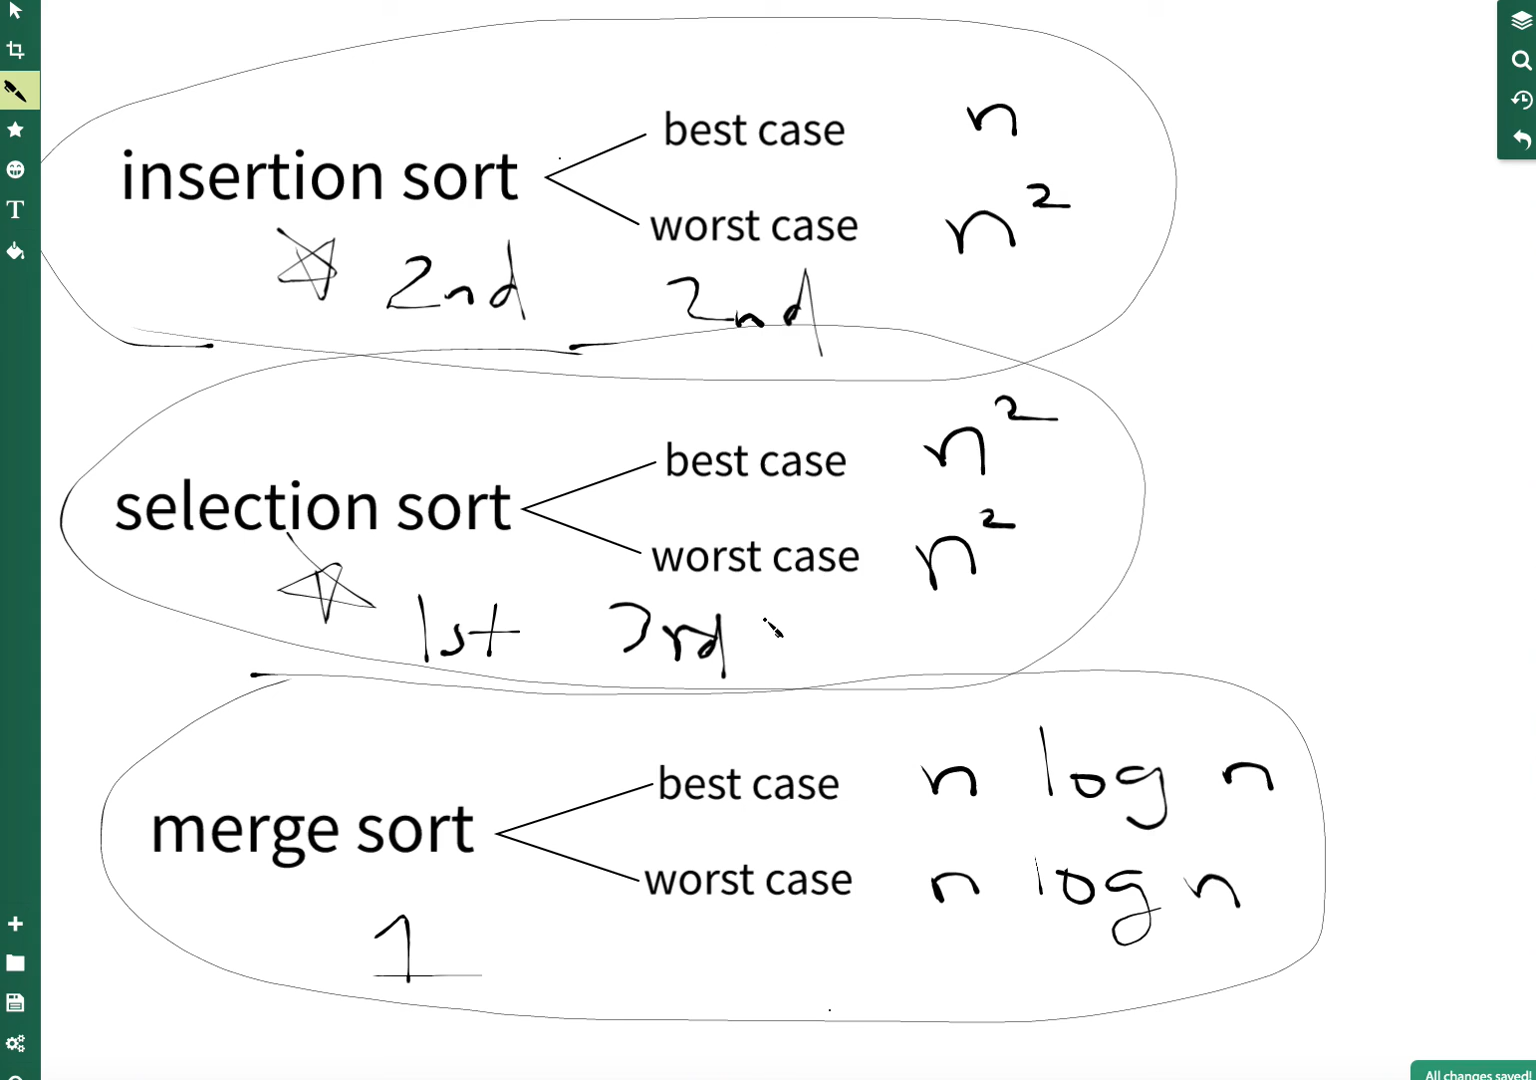 best case n
insertion sort
worst case n²
2nd 2nd
best case n²
selection sort
worst case n²
1st 3rd
best case n log n
merge sort
worst case n log n
1
T
All changes saved!